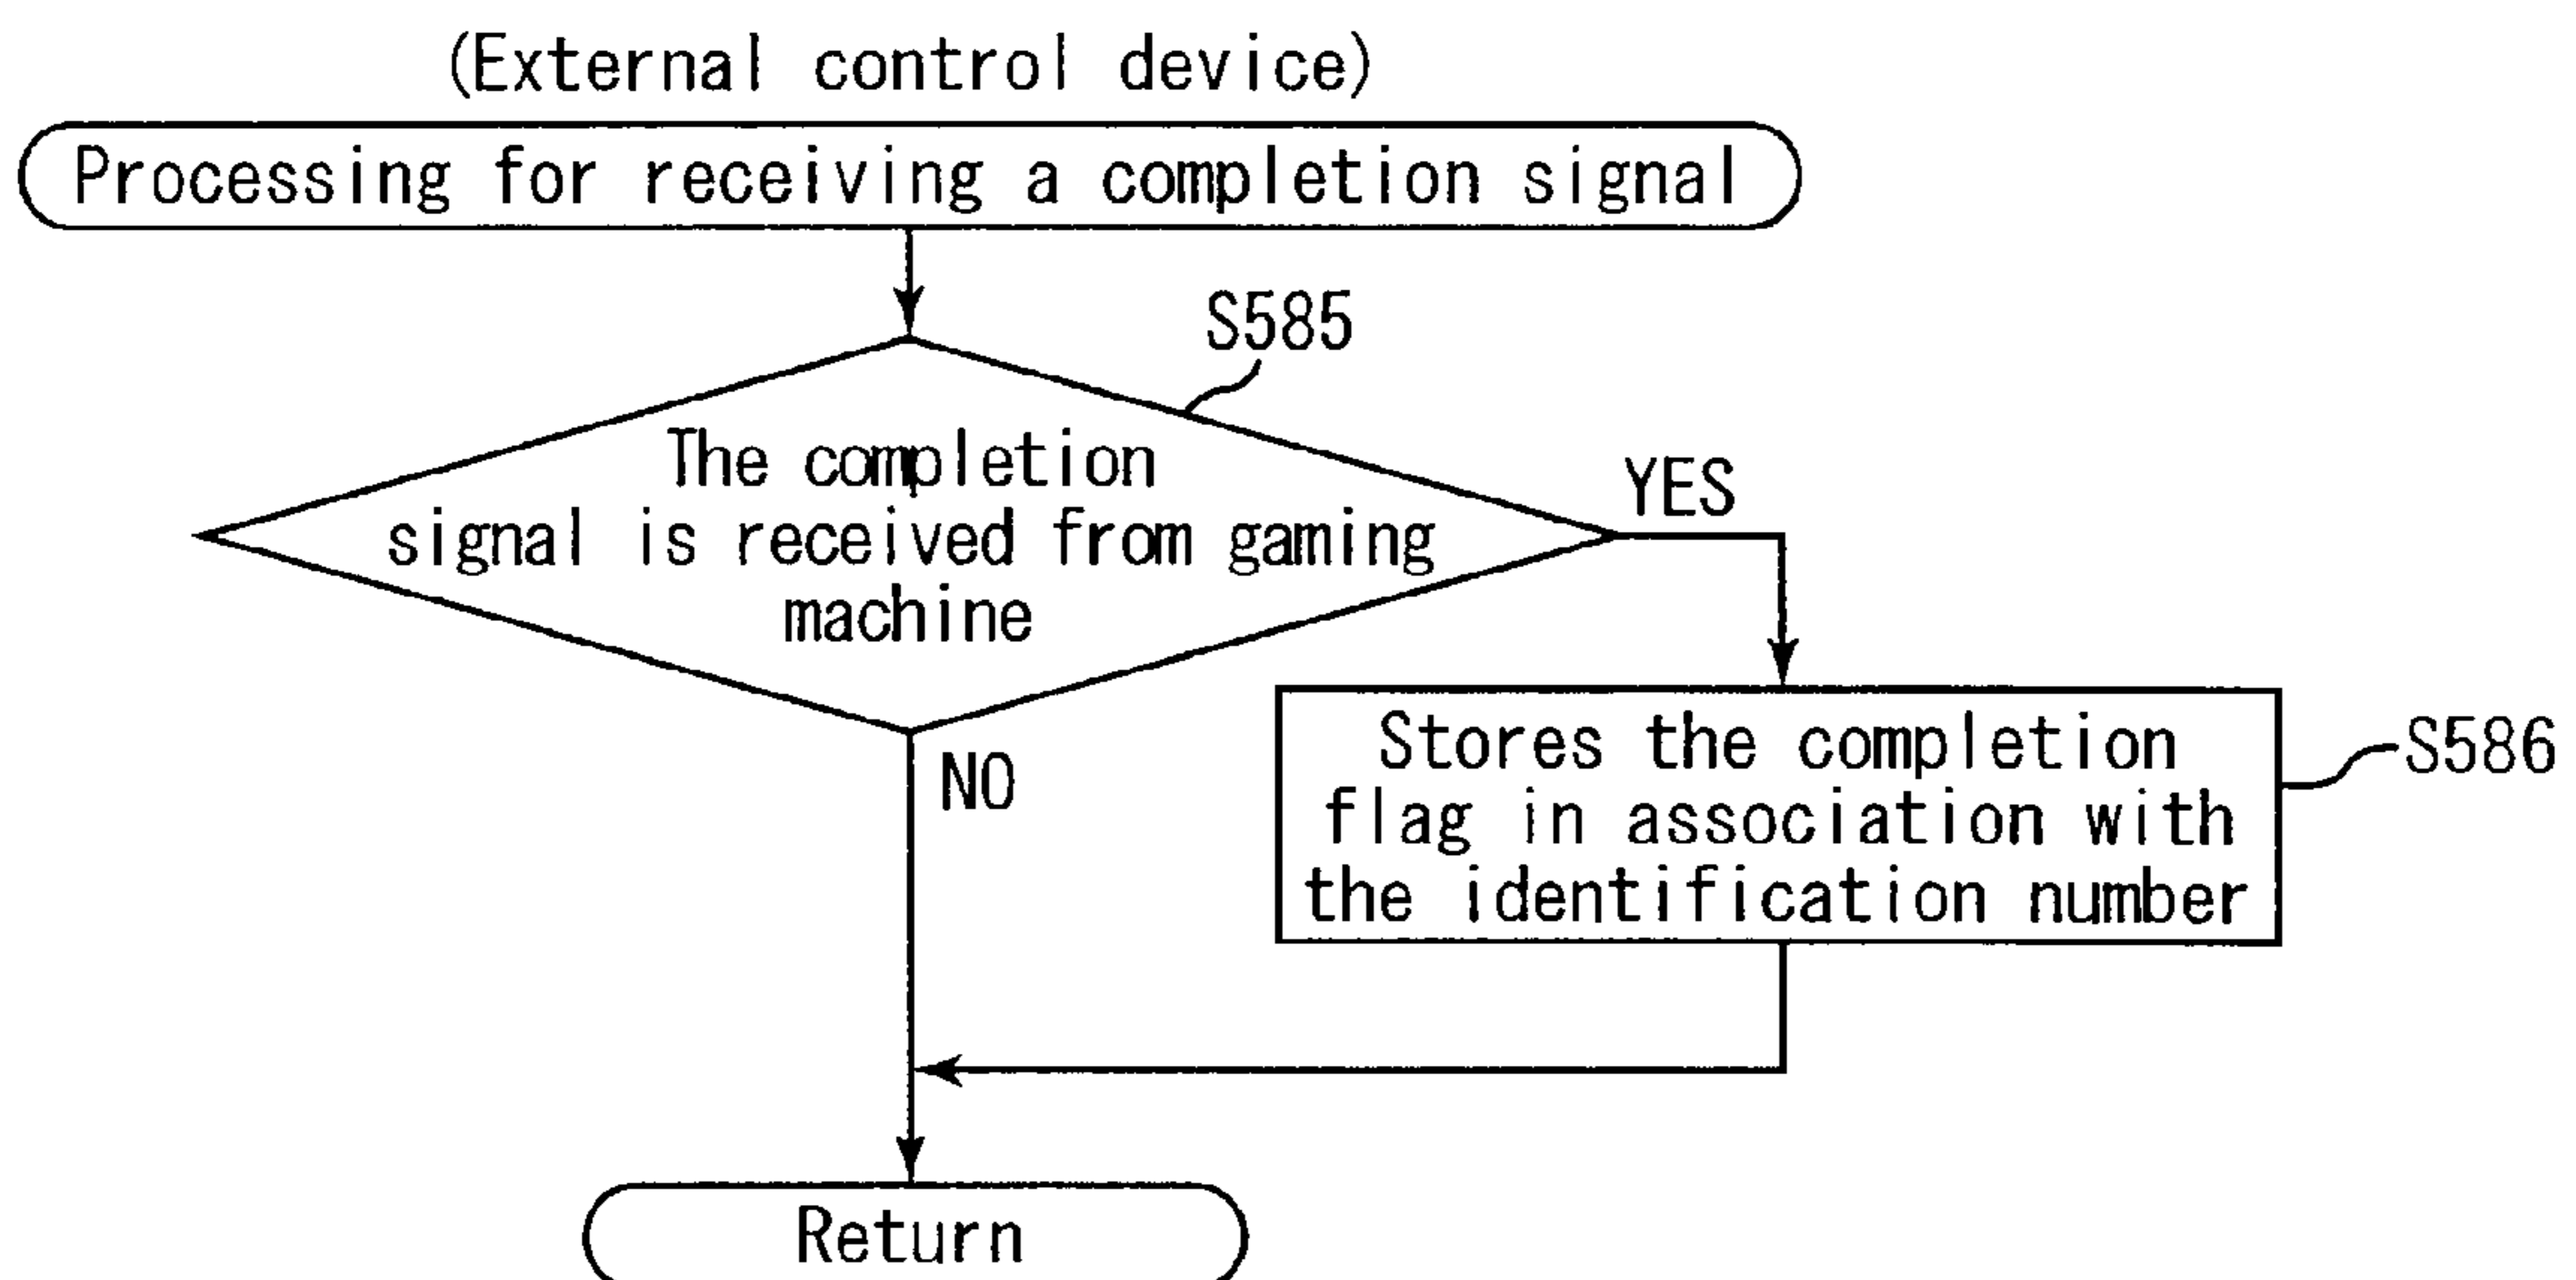 (External control device)
Processing for receiving a completion signal
S585
The completion
signal is received from gaming
machine
YES
NO
Stores the completion
flag in association with
the identification number
S586
Return